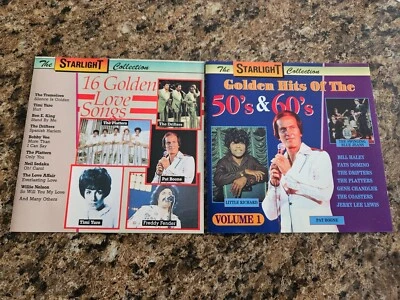 The STARLIGHT Collection
16 Golden
Love
Songs
The Tremeloes
Silence is Golden
Timi Yuro
Hurt
Ben E. King
Stand By Me
The Drifters
Spanish Harlem
Bobby Vee
More Than
I Can Say
The Platters
Only You
Neil Sedaka
Oh! Carol
The Love Affair
Everlasting Love
Willie Nelson
So Will You My Love
And Many Others
The Drifters
The Platters
Pat Boone
Timi Yuro
Freddy Fender
The STARLIGHT Collection
Golden Hits Of The
50's & 60's
BILL HALEY
FATS DOMINO
THE DRIFTERS
THE PLATTERS
GENE CHANDLER
THE COASTERS
JERRY LEE LEWIS
LITTLE RICHARD
VOLUME 1
PAT BOONE